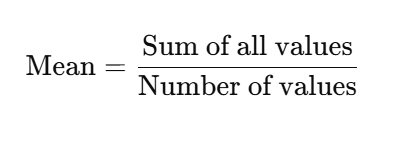 Mean = Sum of all values
Number of values